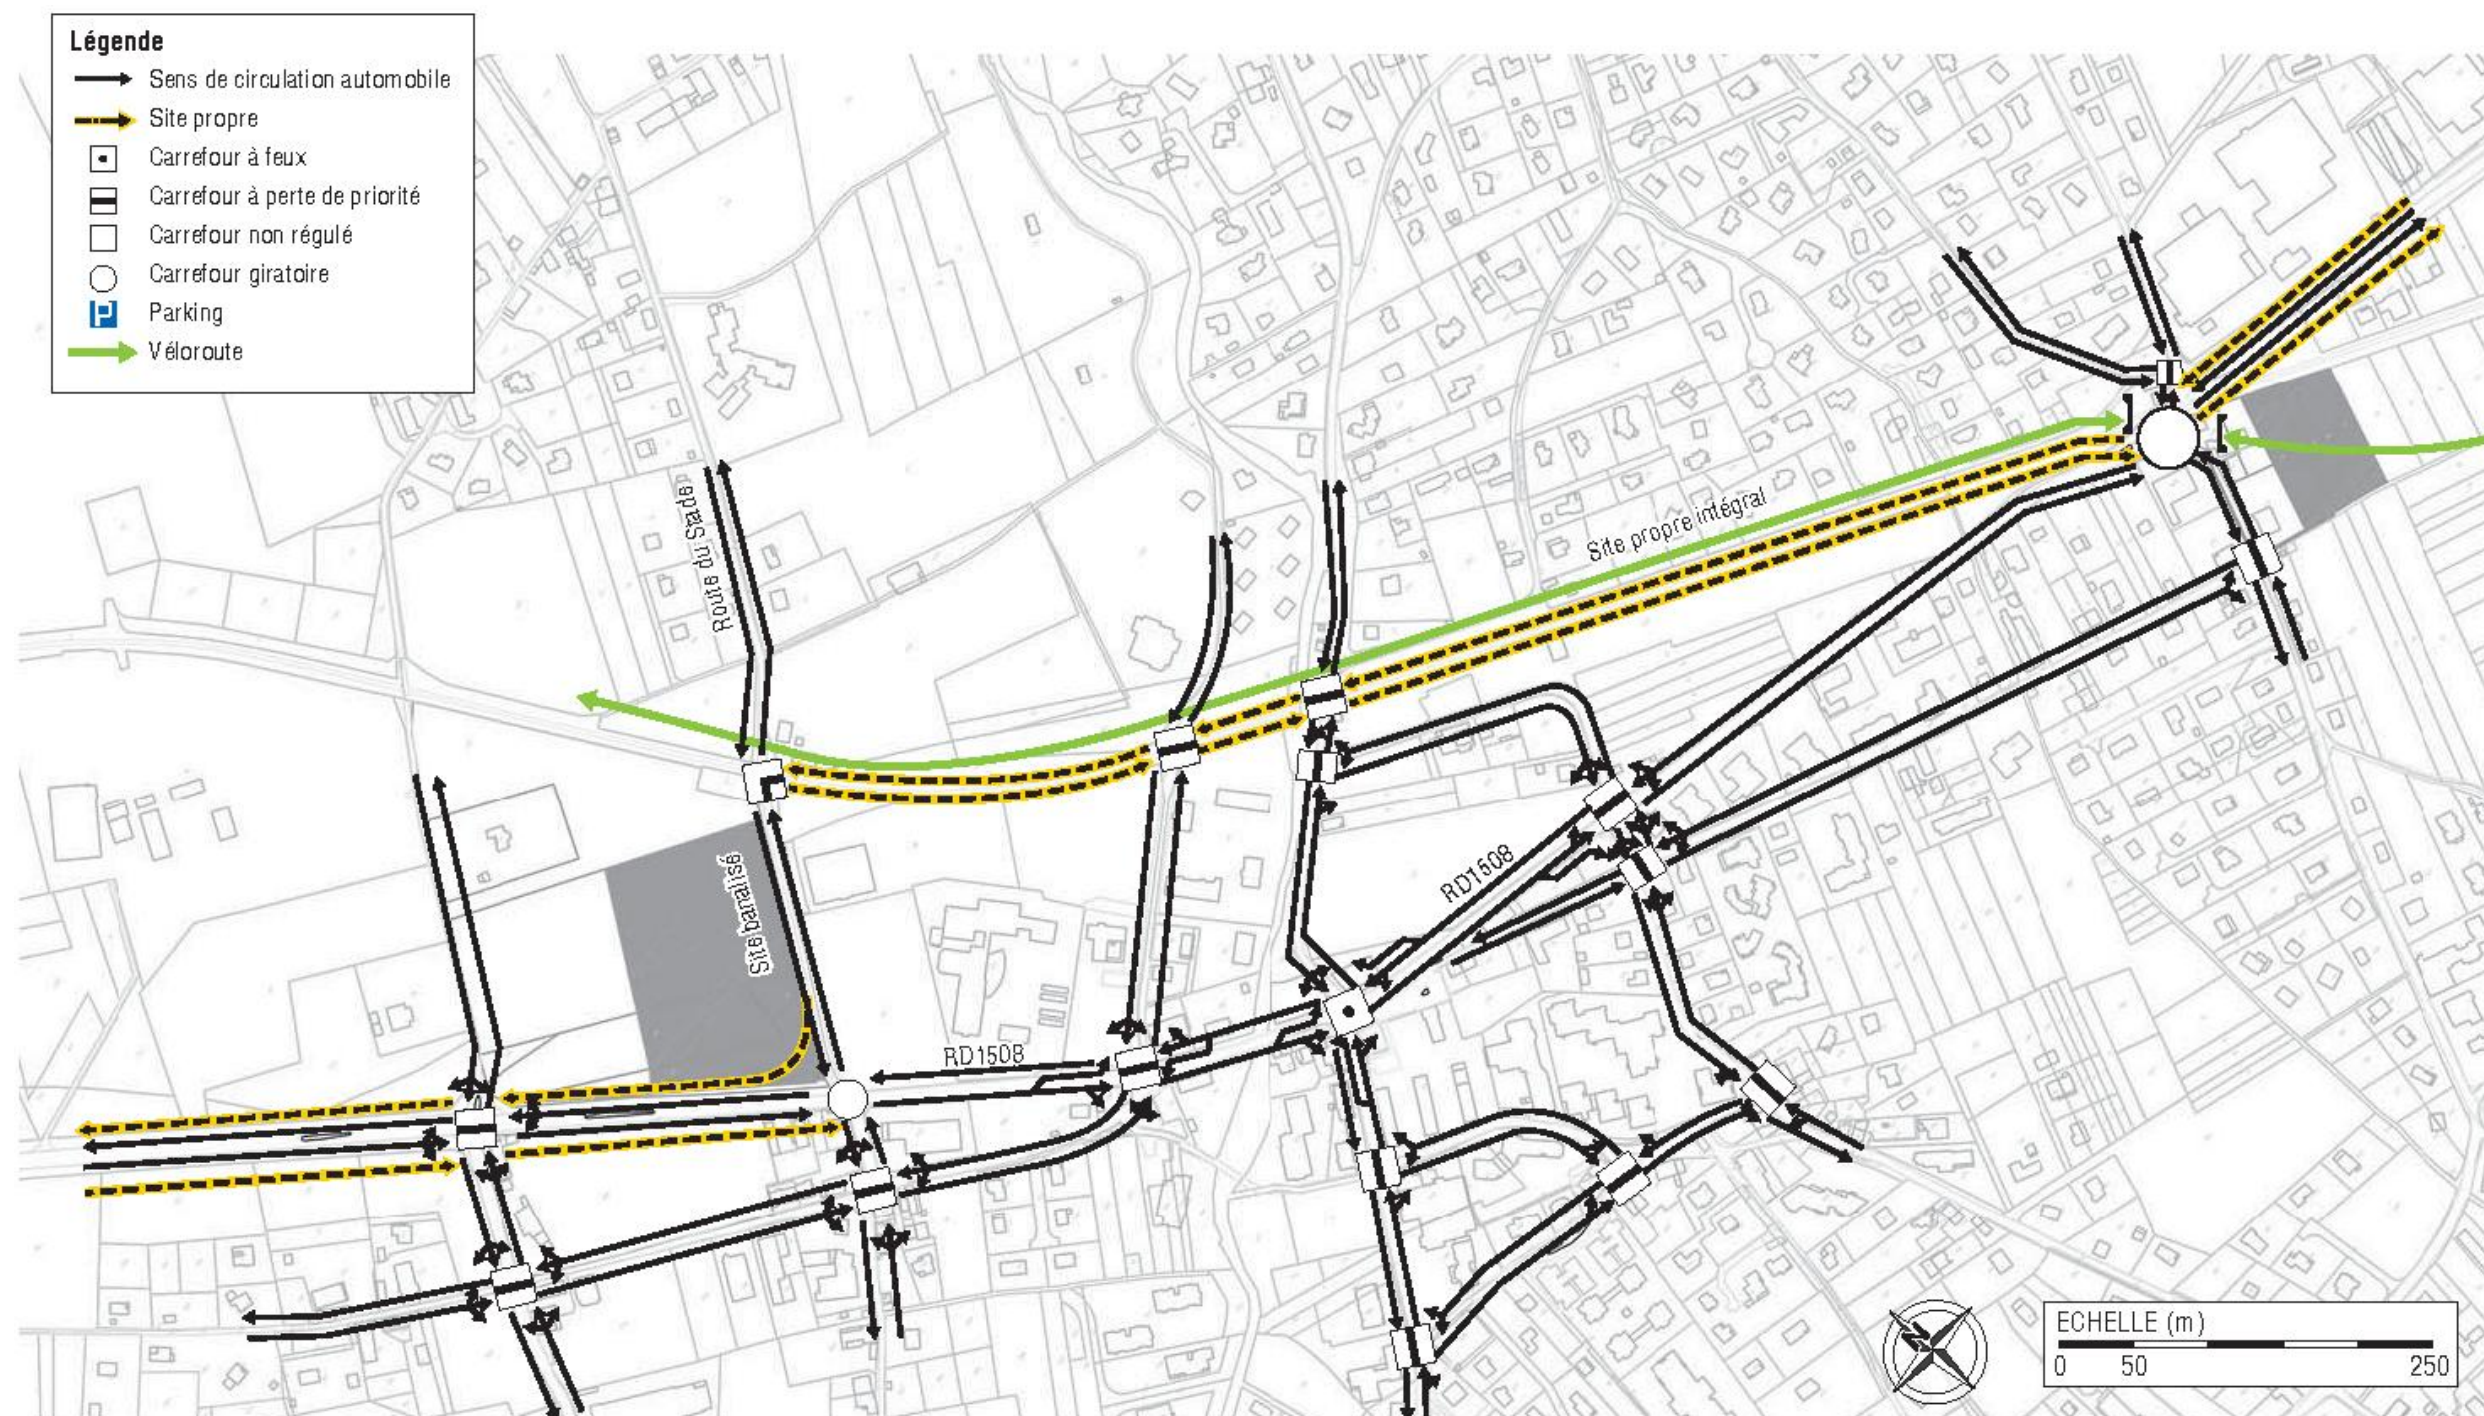 Légende
Sens de circulation automobile
Site propre
Carrefour à feux
Carrefour à perte de priorité
Carrefour non régulé
Carrefour giratoire
P Parking
Véloroute
Route du Stade
Site propre intégral
RD1508
Site banalisé
RD1508
N
ECHELLE (m)
0 50 250